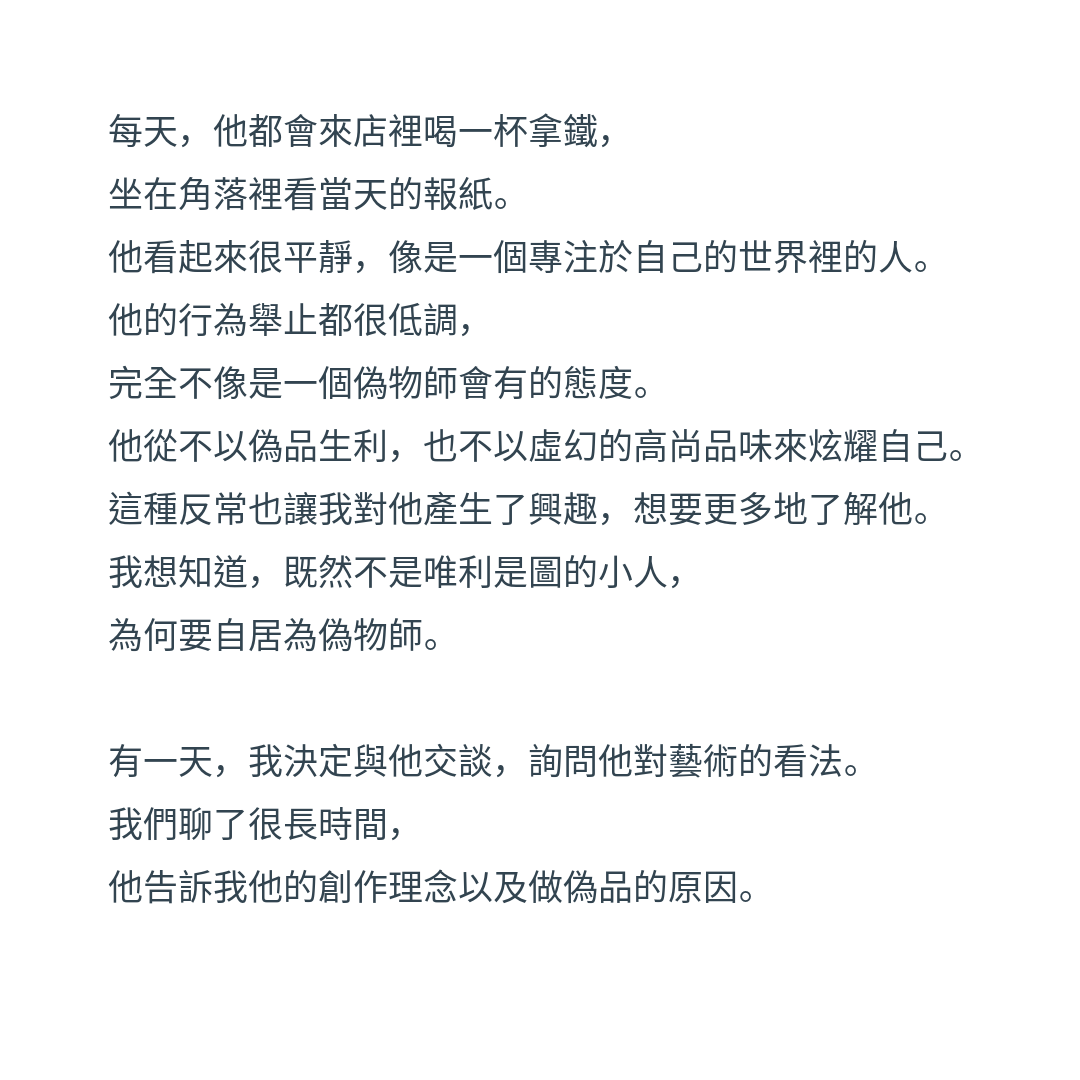 每天，他都會來店裡喝一杯拿鐵，
坐在角落裡看當天的報紙。
他看起來很平靜，像是一個專注於自己的世界裡的人。
他的行為舉止都很低調，
完全不像是一個偽物師會有的態度。
他從不以偽品生利，也不以虛幻的高尚品味來炫耀自己。
這種反常也讓我對他產生了興趣，想要更多地了解他。
我想知道，既然不是唯利是圖的小人，
為何要自居為偽物師。
有一天，我決定與他交談，詢問他對藝術的看法。
我們聊了很長時間，
他告訴我他的創作理念以及做偽品的原因。